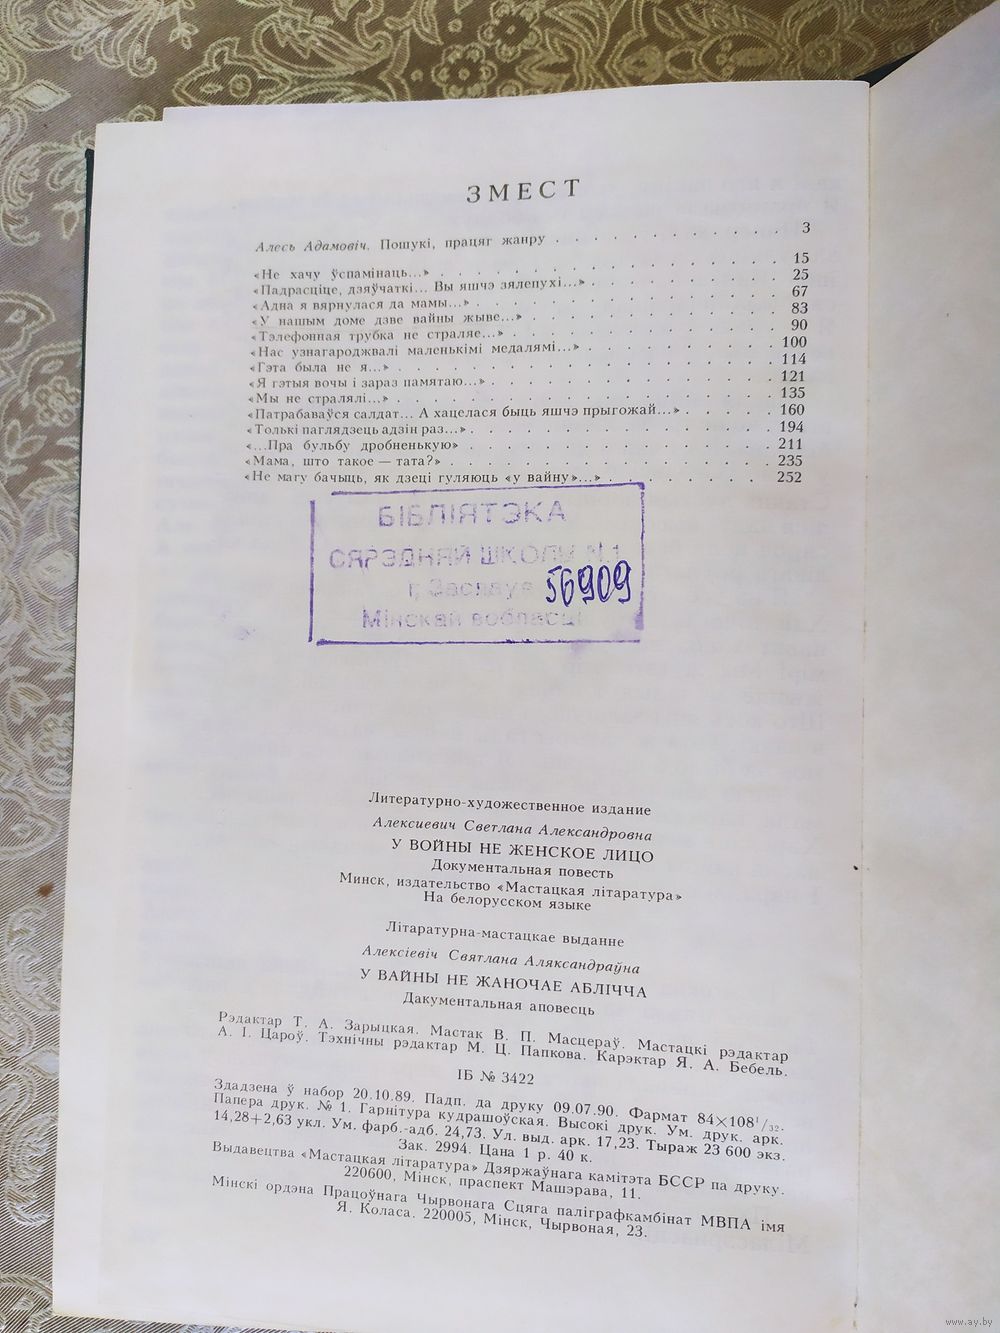 ЗМЕСТ
Алесь Адамовіч. Пошукі, працяг жанру . . . . . . . . . . . 3
«Не хачу ўспамінаць...» . . . . . . . . . . . . . . . 15
«Падрасціце, дзяўчаткі... Вы яшчэ зялепухі...» . . . . . . . . 25
«Адна я вярнулася да мамы...» . . . . . . . . . . . . . 67
«У нашым доме дзве вайны жыве...» . . . . . . . . . . . 83
«Тэлефонная трубка не страляе...» . . . . . . . . . . . . 90
«Нас узнагароджвалі маленькімі медалямі...» . . . . . . . . 100
«Гэта была не я...» . . . . . . . . . . . . . . . . 114
«Я гэтыя вочы і зараз памятаю...» . . . . . . . . . . . . 121
«Мы не стралялі...» . . . . . . . . . . . . . . . . 135
«Патрабаваўся салдат... А хацелася быць яшчэ прыгожай...» . . . . . 160
«Толькі паглядзець адзін раз...» . . . . . . . . . . . . . 194
«...Пра бульбу дробненькую» . . . . . . . . . . . . . 211
«Мама, што такое — тата?» . . . . . . . . . . . . . . 235
«Не магу бачыць, як дзеці гуляюць «у вайну»...» . . . . . . . 252
БІБЛІЯТЭКА
СЯРЭДНЯЙ ШКОЛЫ N 1
г. Заслаўе 56909
Мінскай вобласці
Литературно-художественное издание
Алексиевич Светлана Александровна
У ВОЙНЫ НЕ ЖЕНСКОЕ ЛИЦО
Документальная повесть
Минск, издательство «Мастацкая літаратура»
На белорусском языке
Літаратурна-мастацкае выданне
Алексіевіч Святлана Аляксандраўна
У ВАЙНЫ НЕ ЖАНОЧАЕ АБЛІЧЧА
Дакументальная аповесць
Рэдактар Т. А. Зарыцкая. Мастак В. П. Масцераў. Мастацкі рэдактар
А. І. Цароў. Тэхнічны рэдактар М. Ц. Папкова. Карэктар Я. А. Бебель.
ІБ № 3422
Здадзена ў набор 20.10.89. Падп. да друку 09.07.90. Фармат 84×108¹/₃₂.
Папера друк. № 1. Гарнітура кудрашоўская. Высокі друк. Ум. друк. арк.
14,28+2,63 укл. Ум. фарб.-адб. 24,73. Ул. выд. арк. 17,23. Тыраж 23 600 экз.
Зак. 2994. Цана 1 р. 40 к.
Выдавецтва «Мастацкая літаратура» Дзяржаўнага камітэта БССР па друку.
220600, Мінск, праспект Машэрава, 11.
Мінскі ордэна Працоўнага Чырвонага Сцяга паліграфкамбінат МВПА імя
Я. Коласа. 220005, Мінск, Чырвоная, 23.
www.ay.by